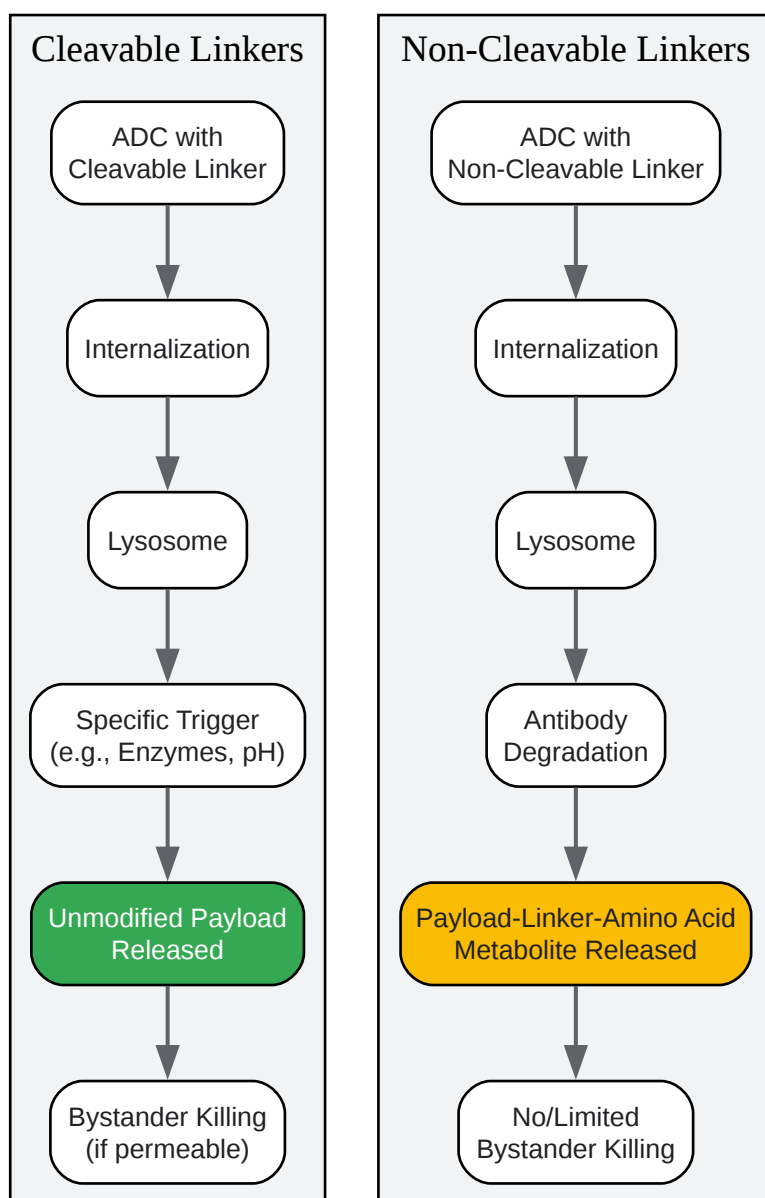 Cleavable Linkers
ADC with
Cleavable Linker
Internalization
Lysosome
Specific Trigger
(e.g., Enzymes, pH)
Unmodified Payload
Released
Bystander Killing
(if permeable)
Non-Cleavable Linkers
ADC with
Non-Cleavable Linker
Internalization
Lysosome
Antibody
Degradation
Payload-Linker-Amino Acid
Metabolite Released
No/Limited
Bystander Killing